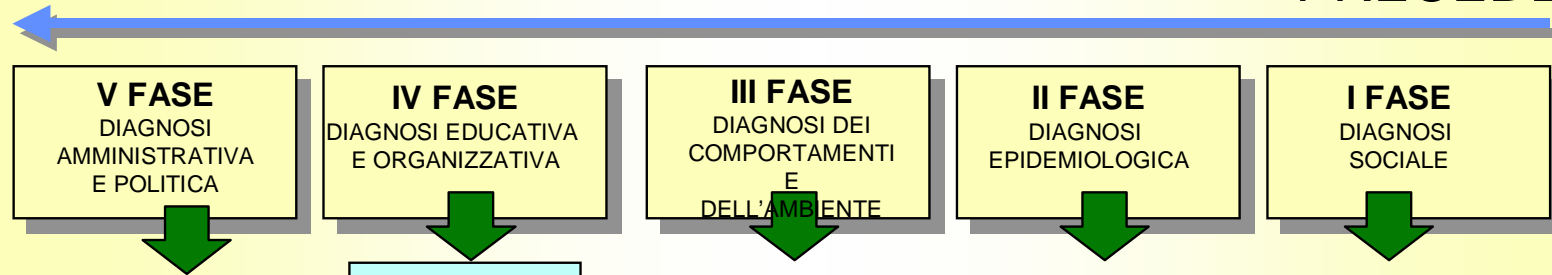 V FASE
DIAGNOSI
AMMINISTRATIVA
E POLITICA
IV FASE
DIAGNOSI EDUCATIVA
E ORGANIZZATIVA
III FASE
DIAGNOSI DEI
COMPORTAMENTI
E
DELL'AMBIENTE
II FASE
DIAGNOSI
EPIDEMIOLOGICA
I FASE
DIAGNOSI
SOCIALE